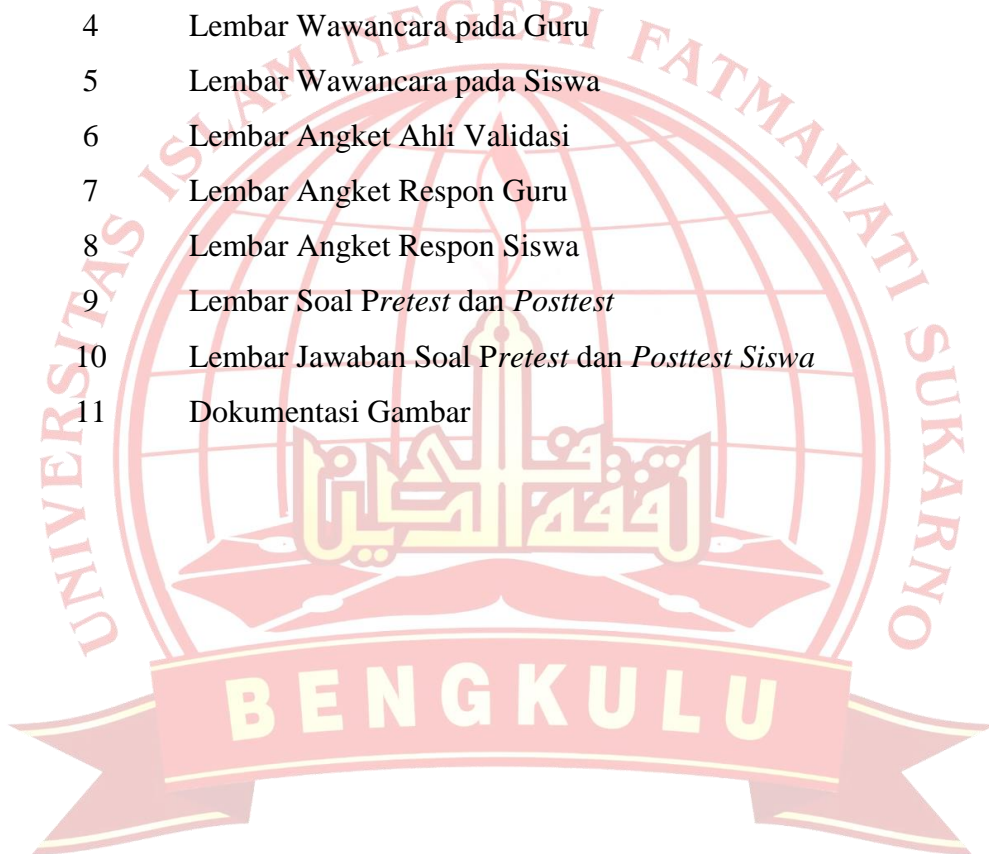 4 Lembar Wawancara pada Guru
5 Lembar Wawancara pada Siswa
6 Lembar Angket Ahli Validasi
7 Lembar Angket Respon Guru
8 Lembar Angket Respon Siswa
9 Lembar Soal Pretest dan Posttest
10 Lembar Jawaban Soal Pretest dan Posttest Siswa
11 Dokumentasi Gambar
UNIVERSITAS ISLAM NEGERI FATMAWATI SUKARNO
BENGKULU